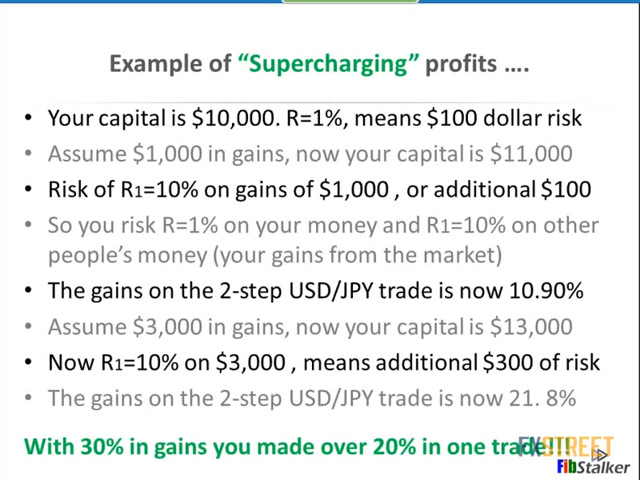 Example of “Supercharging” profits ....
• Your capital is $10,000. R=1%, means $100 dollar risk
• Assume $1,000 in gains, now your capital is $11,000
• Risk of R1=10% on gains of $1,000 , or additional $100
• So you risk R=1% on your money and R1=10% on other
people’s money (your gains from the market)
• The gains on the 2-step USD/JPY trade is now 10.90%
• Assume $3,000 in gains, now your capital is $13,000
• Now R1=10% on $3,000 , means additional $300 of risk
• The gains on the 2-step USD/JPY trade is now 21. 8%
With 30% in gains you made over 20% in one trade!!!
FXSTREET
FibStalker